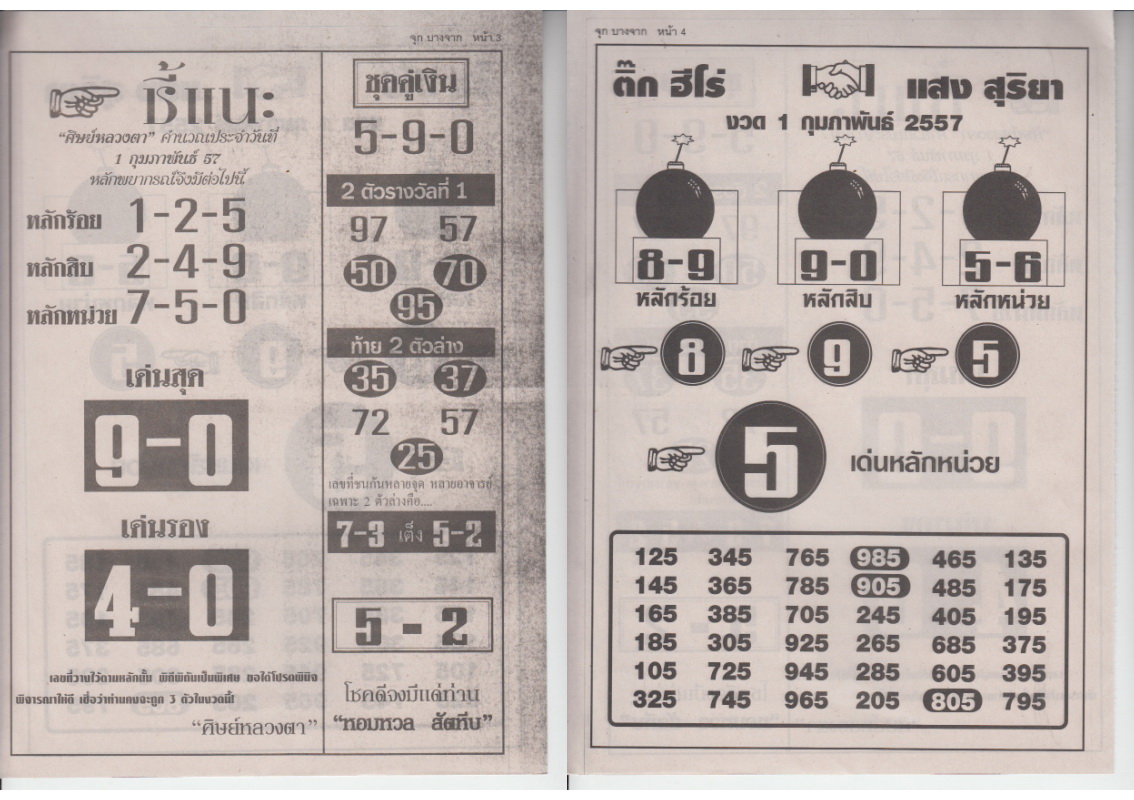 จุก บางจาก หน้า 3
ชี้แนะ
“ศิษย์หลวงตา” คำนวณประจำวันที่
1 กุมภาพันธ์ 57
หลักพยากรณ์จึงมีต่อไปนี้
หลักร้อย 1-2-5
หลักสิบ 2-4-9
หลักหน่วย 7-5-0
เด่นสุด
9-0
เด่นรอง
4-0
เลขที่วางไว้ตามหลักนั้น พิถีพิถันเป็นพิเศษ ขอได้โปรดพินิจ
พิจารณาให้ดี เชื่อว่าท่านคงจะถูก 3 ตัวในงวดนี้
“ศิษย์หลวงตา”
ชุดคู่เงิน
5-9-0
2 ตัวรางวัลที่ 1
97 57
50 70
95
ท้าย 2 ตัวล่าง
35 37
72 57
25
เลขที่ชนกันหลายจุด หลายอาจารย์
เฉพาะ 2 ตัวล่างคือ....
7-3 เต็ง 5-2
5-2
โชคดีจงมีแด่ท่าน
“หอมหวล สัตหีบ”
จุก บางจาก หน้า 4
ติ๊ก ฮีโร่ แสง สุริยา
งวด 1 กุมภาพันธ์ 2557
8-9 9-0 5-6
หลักร้อย หลักสิบ หลักหน่วย
8 9 5
5 เด่นหลักหน่วย
125 345 765 985 465 135
145 365 785 905 485 175
165 385 705 245 405 195
185 305 925 265 685 375
105 725 945 285 605 395
325 745 965 205 805 795